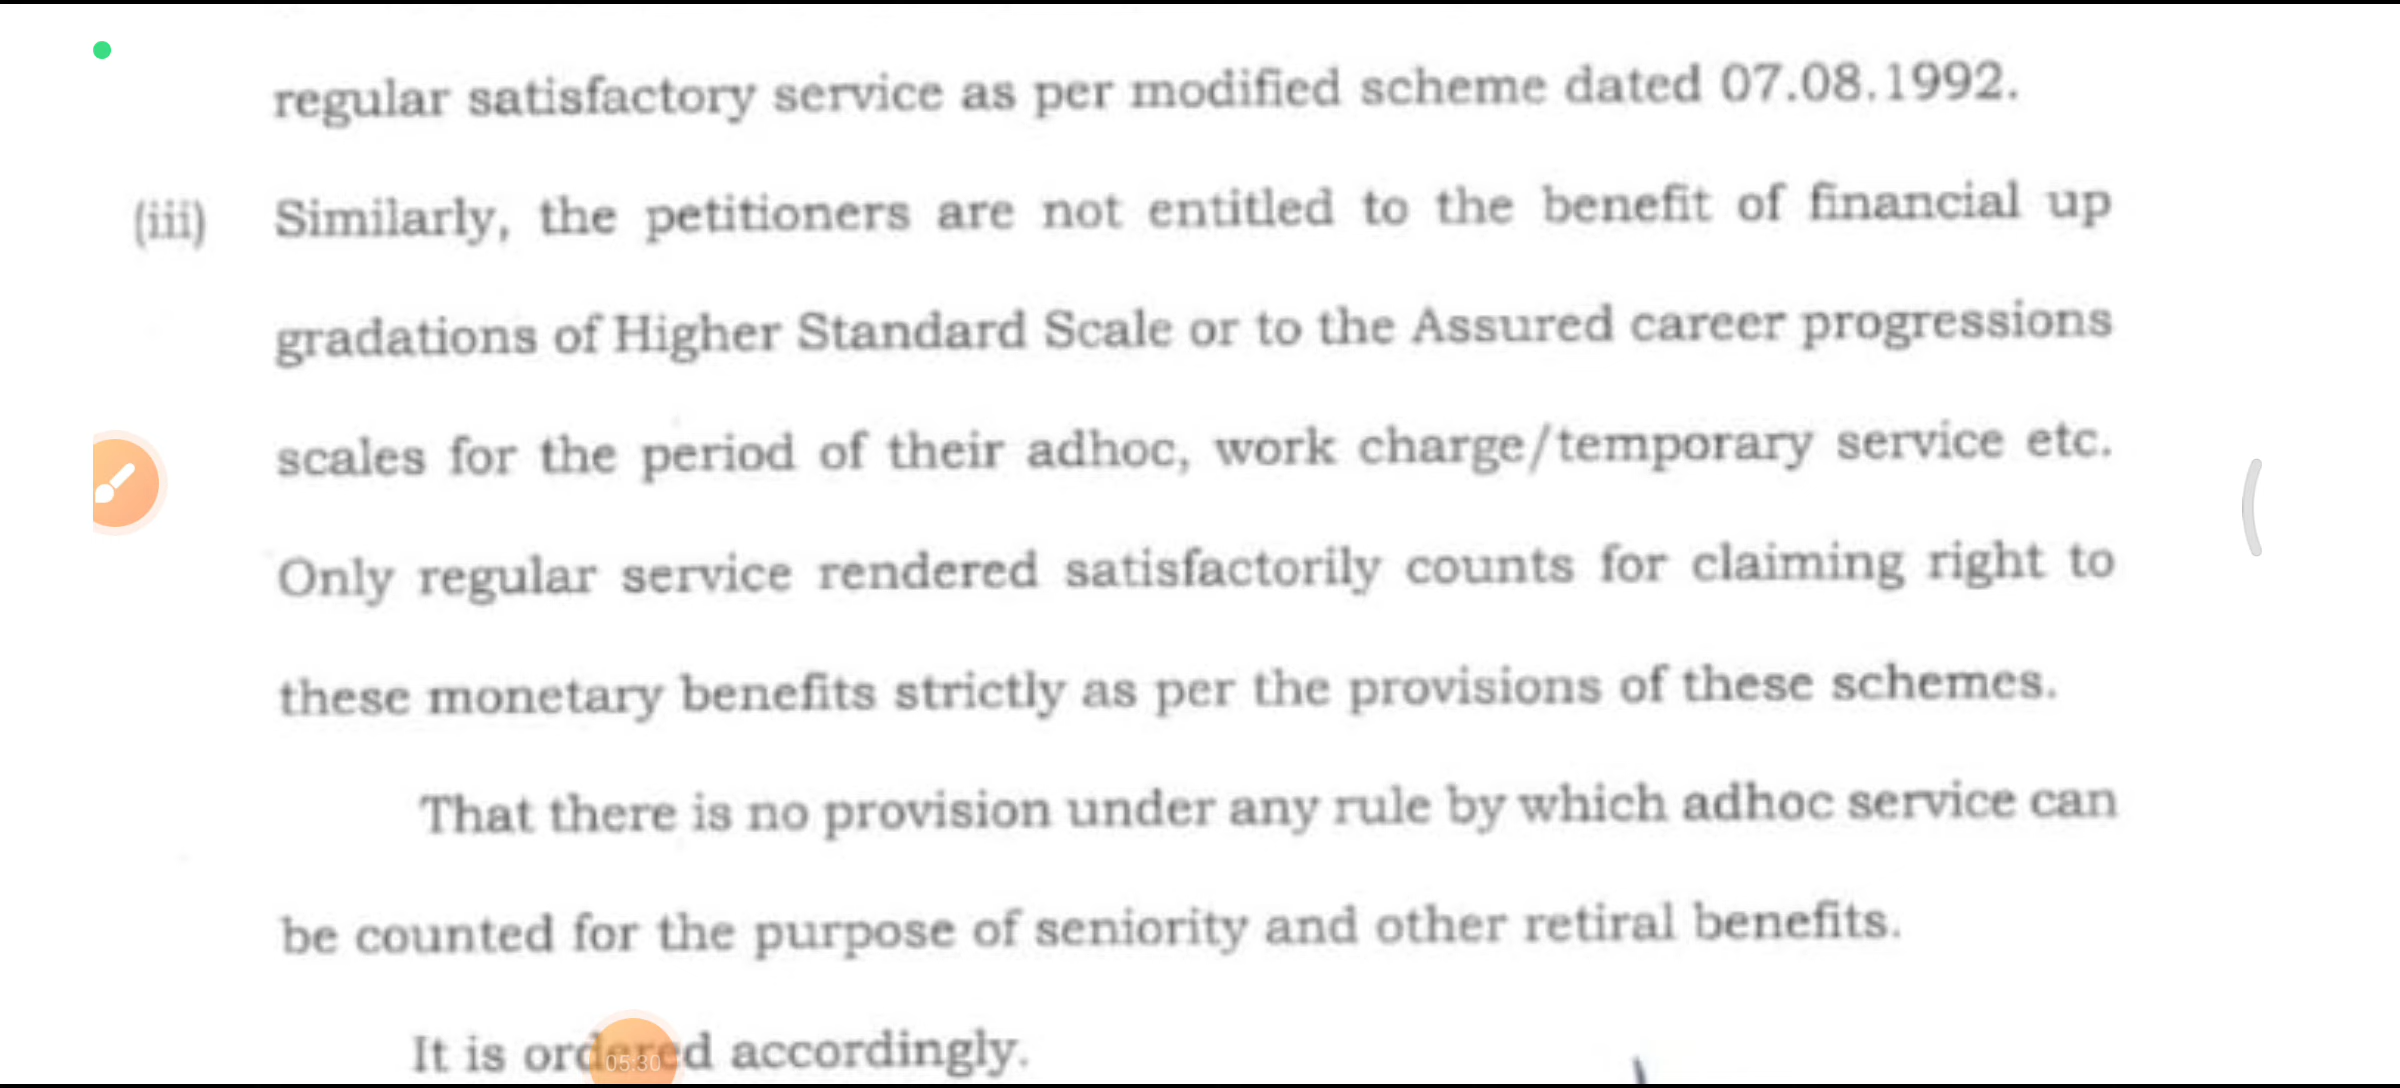 regular satisfactory service as per modified scheme dated 07.08.1992.
(iii) Similarly, the petitioners are not entitled to the benefit of financial up
gradations of Higher Standard Scale or to the Assured career progressions
scales for the period of their adhoc, work charge/temporary service etc.
Only regular service rendered satisfactorily counts for claiming right to
these monetary benefits strictly as per the provisions of these schemes.
That there is no provision under any rule by which adhoc service can
be counted for the purpose of seniority and other retiral benefits.
It is ordered accordingly.
05:30